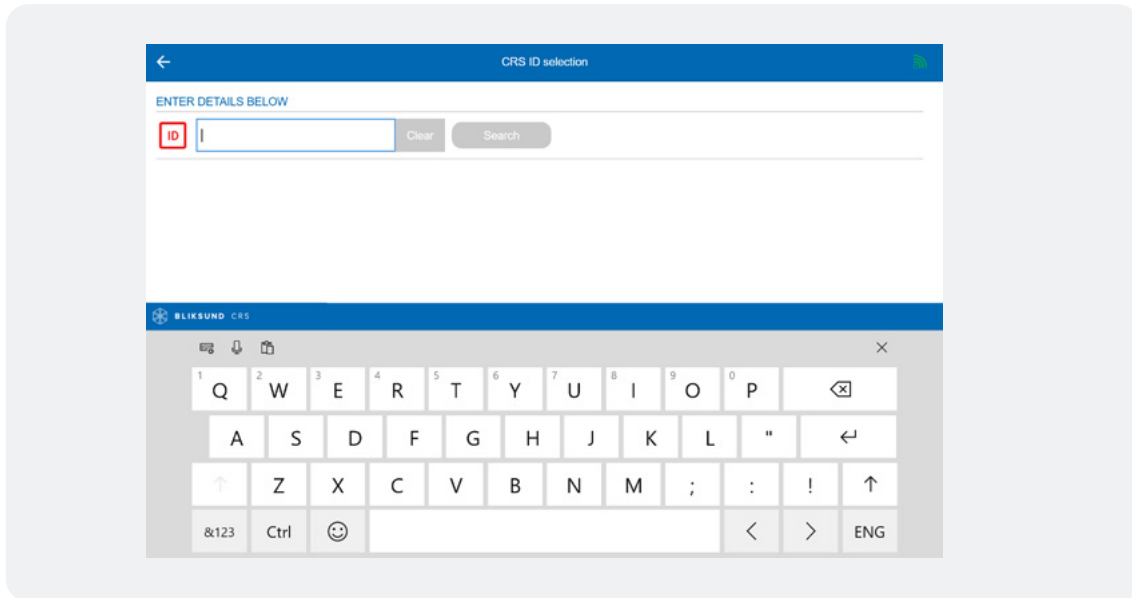 CRS ID selection
ENTER DETAILS BELOW
ID Clear Search
BLIKSUND CRS
1 Q 2 W 3 E 4 R 5 T 6 Y 7 U 8 I 9 O 0 P
A S D F G H J K L "
Z X C V B N M ; : !
&123 Ctrl < > ENG